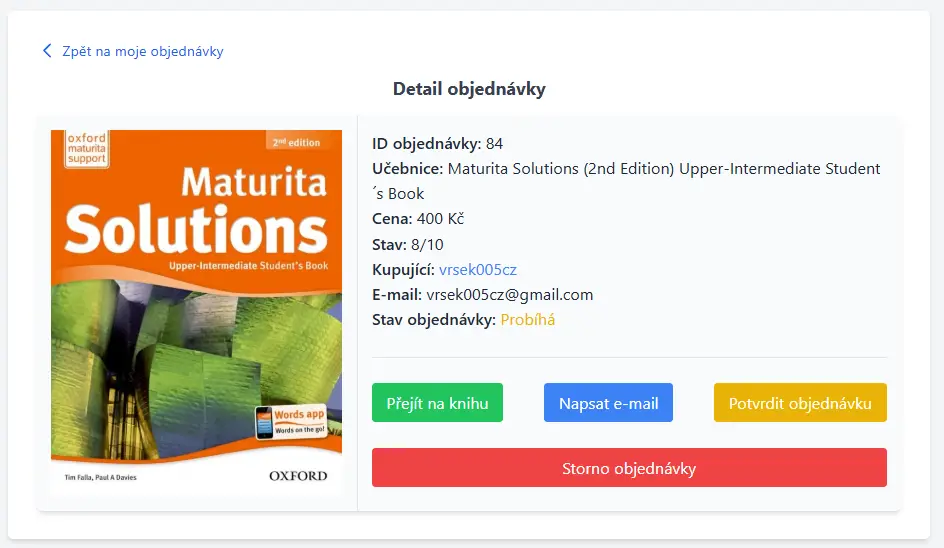 Zpět na moje objednávky
Detail objednávky
oxford
maturita
support
2nd edition
Maturita
Solutions
Upper-Intermediate Student's Book
Words app
Words on the go!
Tim Falla, Paul A Davies
OXFORD
ID objednávky: 84
Učebnice: Maturita Solutions (2nd Edition) Upper-Intermediate Student
´s Book
Cena: 400 Kč
Stav: 8/10
Kupující: vrsek005cz
E-mail: vrsek005cz@gmail.com
Stav objednávky: Probíhá
Přejít na knihu
Napsat e-mail
Potvrdit objednávku
Storno objednávky